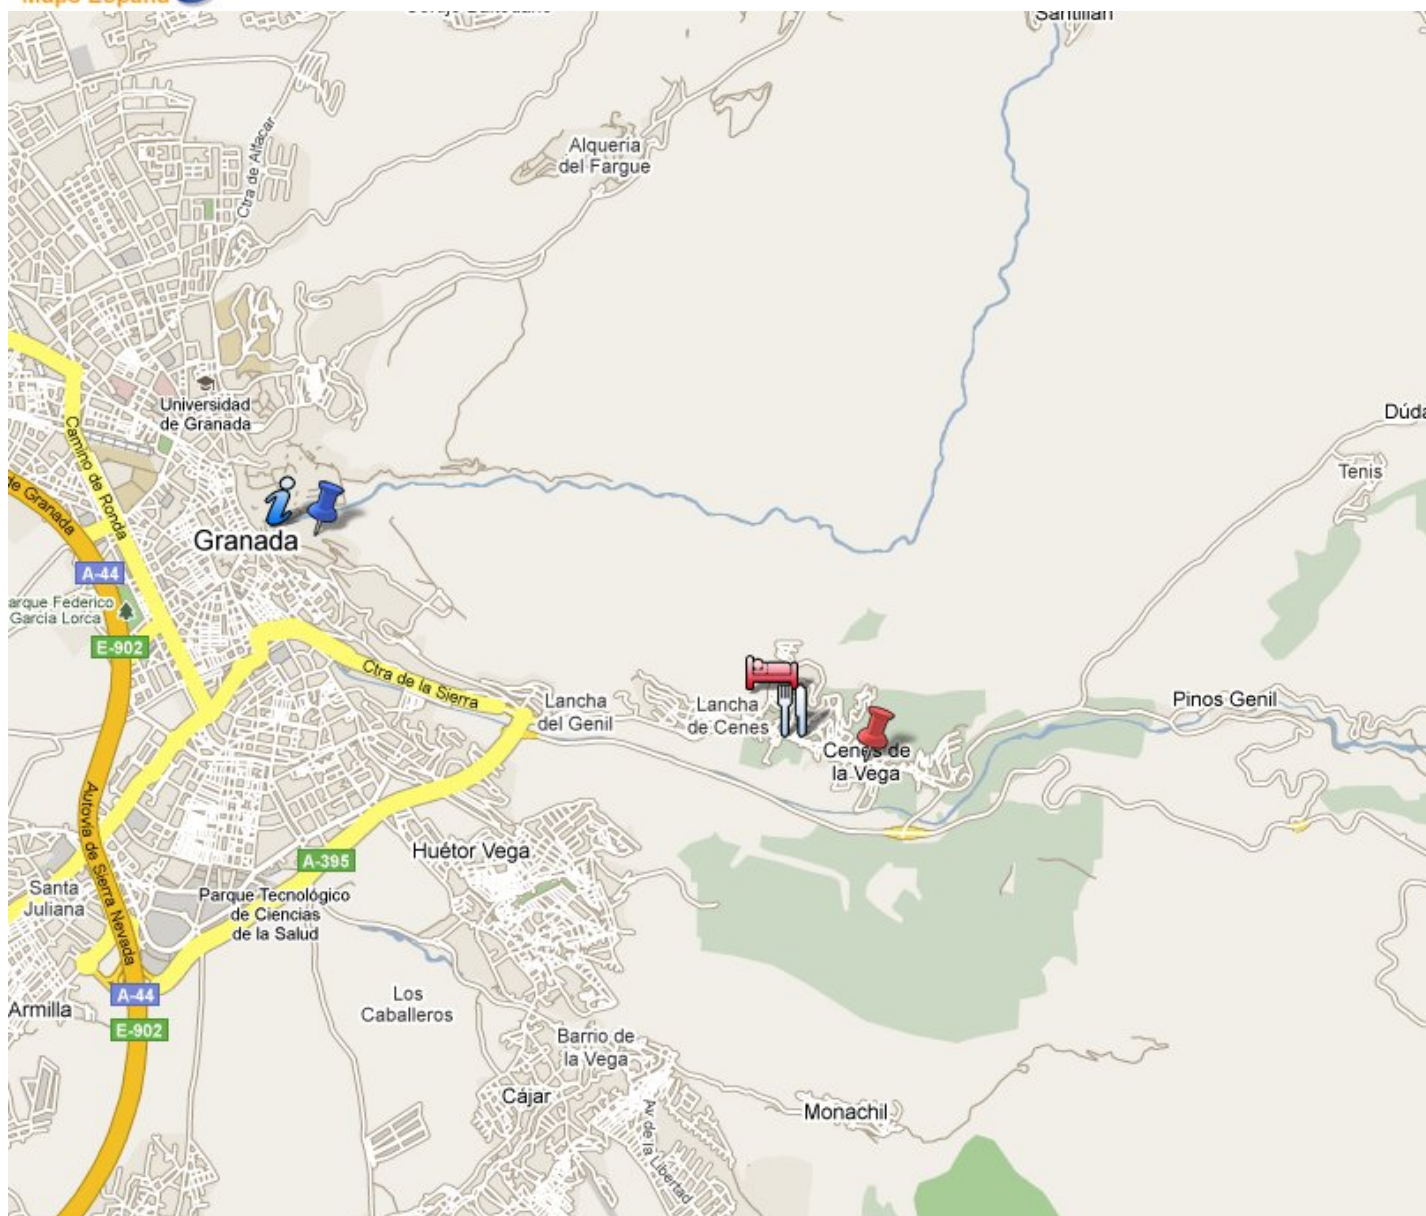 Maps España
Santillán
Ctra de Alfacar
Alquería
del Fargue
Universidad
de Granada
Camino de Ronda
Tenis
de Granada
Granada
A-44
arque Federico
García Lorca
E-902
Ctra de la Sierra
Lancha
del Genil
Lancha
de Cenes
Pinos Genil
Cenes de
la Vega
Autovía de Sierra Nevada
Huétor Vega
A-395
Santa
Juliana
Parque Tecnológico
de Ciencias
de la Salud
A-44
Armilla
E-902
Los
Caballeros
Barrio de
la Vega
Cájar
Av de la Libertad
Monachil